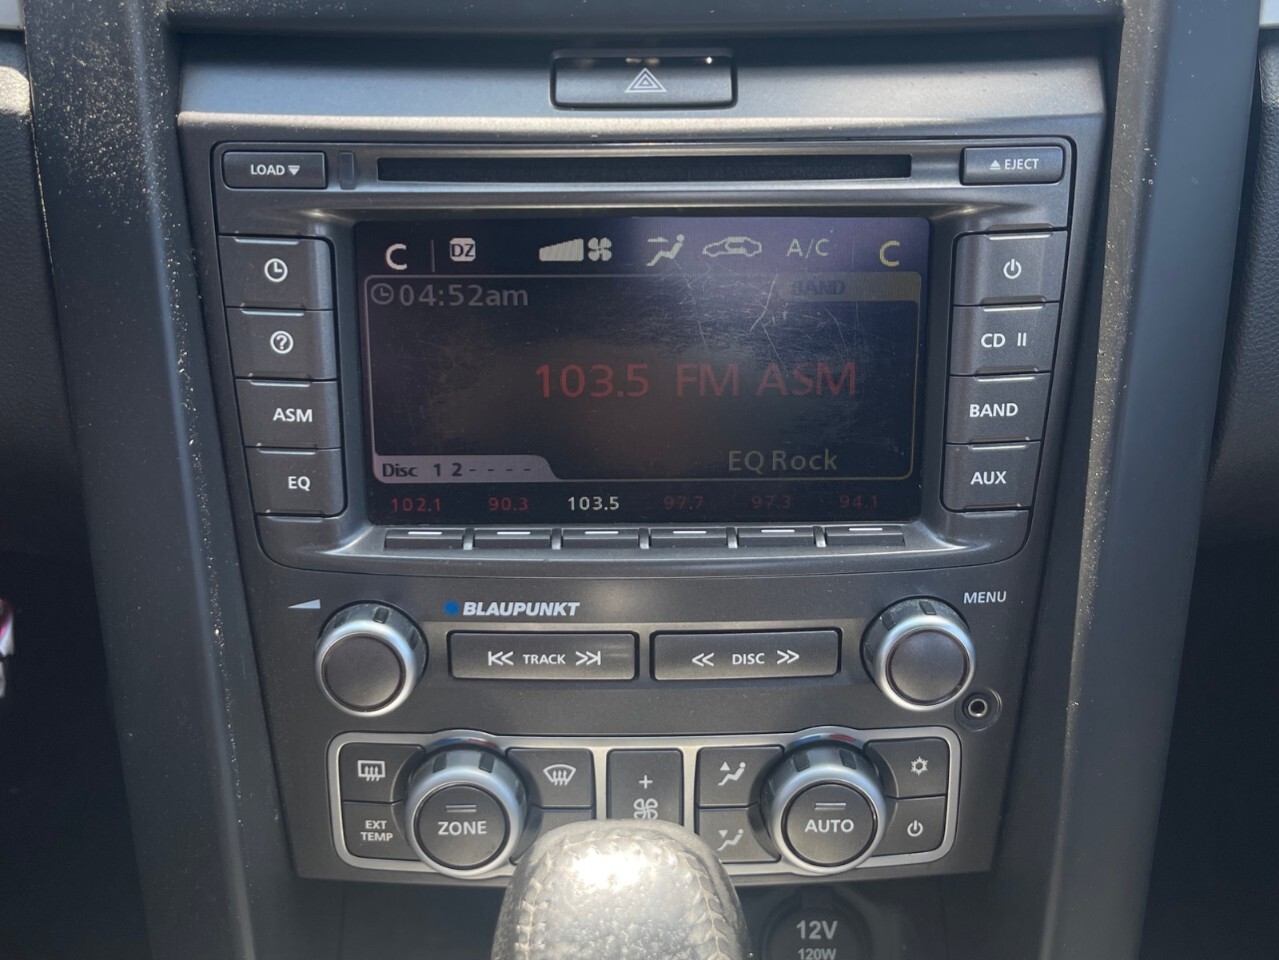 LOAD
EJECT
C DZ A/C C
04:52am BAND
103.5 FM ASM
EQ Rock
Disc 1 2 - - - -
102.1 90.3 103.5 97.7 97.3 94.1
?
ASM
EQ
CD II
BAND
AUX
MENU
BLAUPUNKT
TRACK
DISC
EXT
TEMP
ZONE
+
AUTO
12V
120W